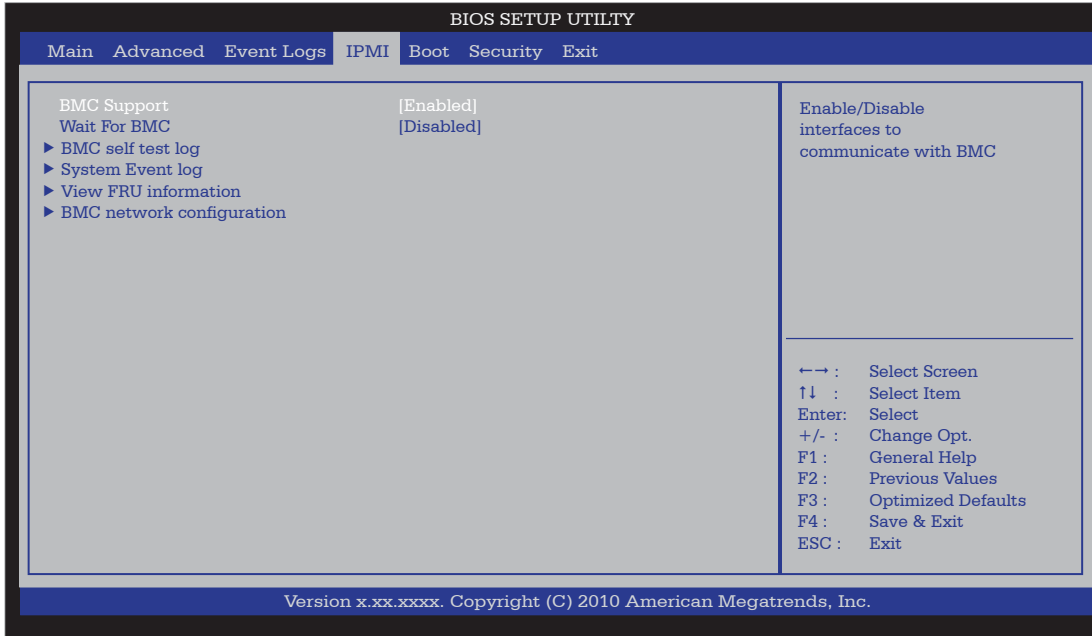 BIOS SETUP UTILTY
Main Advanced Event Logs IPMI Boot Security Exit
BMC Support [Enabled]
Wait For BMC [Disabled]
▶ BMC self test log
▶ System Event log
▶ View FRU information
▶ BMC network configuration
Enable/Disable
interfaces to
communicate with BMC
←→ : Select Screen
↑↓ : Select Item
Enter: Select
+/- : Change Opt.
F1 : General Help
F2 : Previous Values
F3 : Optimized Defaults
F4 : Save & Exit
ESC : Exit
Version x.xx.xxxx. Copyright (C) 2010 American Megatrends, Inc.